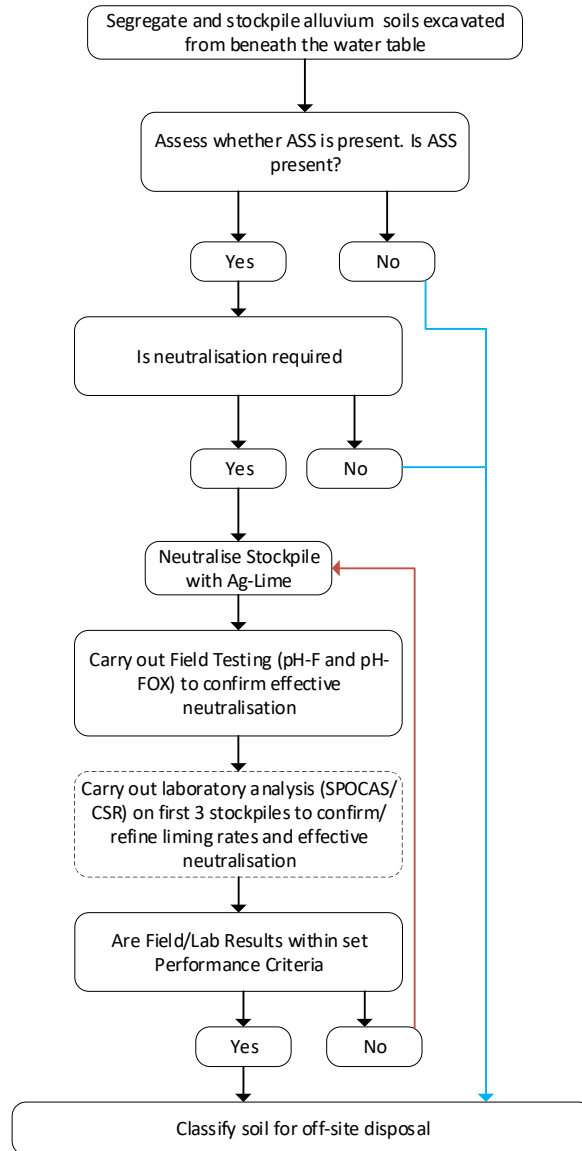 Segregate and stockpile alluvium soils excavated
from beneath the water table
Assess whether ASS is present. Is ASS
present?
Yes
No
Is neutralisation required
Yes
No
Neutralise Stockpile
with Ag-Lime
Carry out Field Testing (pH-F and pH-
FOX) to confirm effective
neutralisation
Carry out laboratory analysis (SPOCAS/
CSR) on first 3 stockpiles to confirm/
refine liming rates and effective
neutralisation
Are Field/Lab Results within set
Performance Criteria
Yes
No
Classify soil for off-site disposal